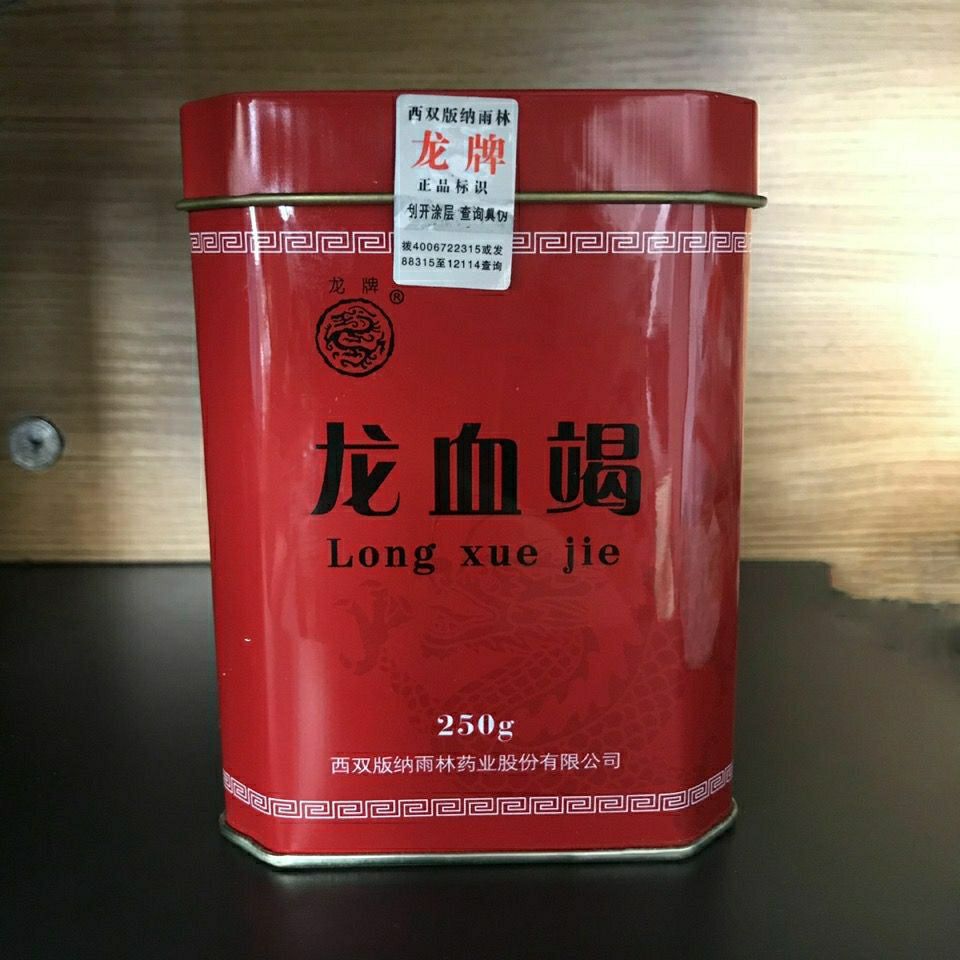 西双版纳雨林
龙牌
正品标识
刮开涂层 查询真伪
拨4006722315或发
88315至12114查询
龙牌
®
龙血竭
Long xue jie
250g
西双版纳雨林药业股份有限公司